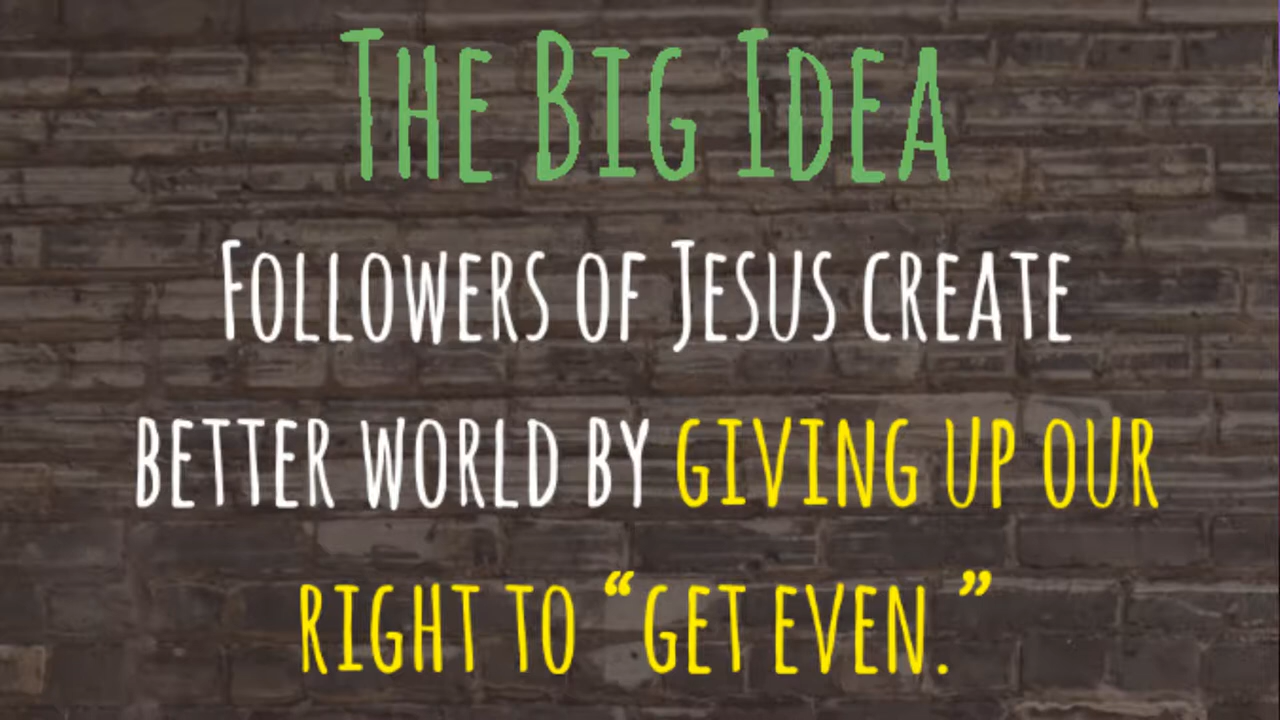 The Big Idea
Followers of Jesus create
better world by giving up our
right to “get even.”